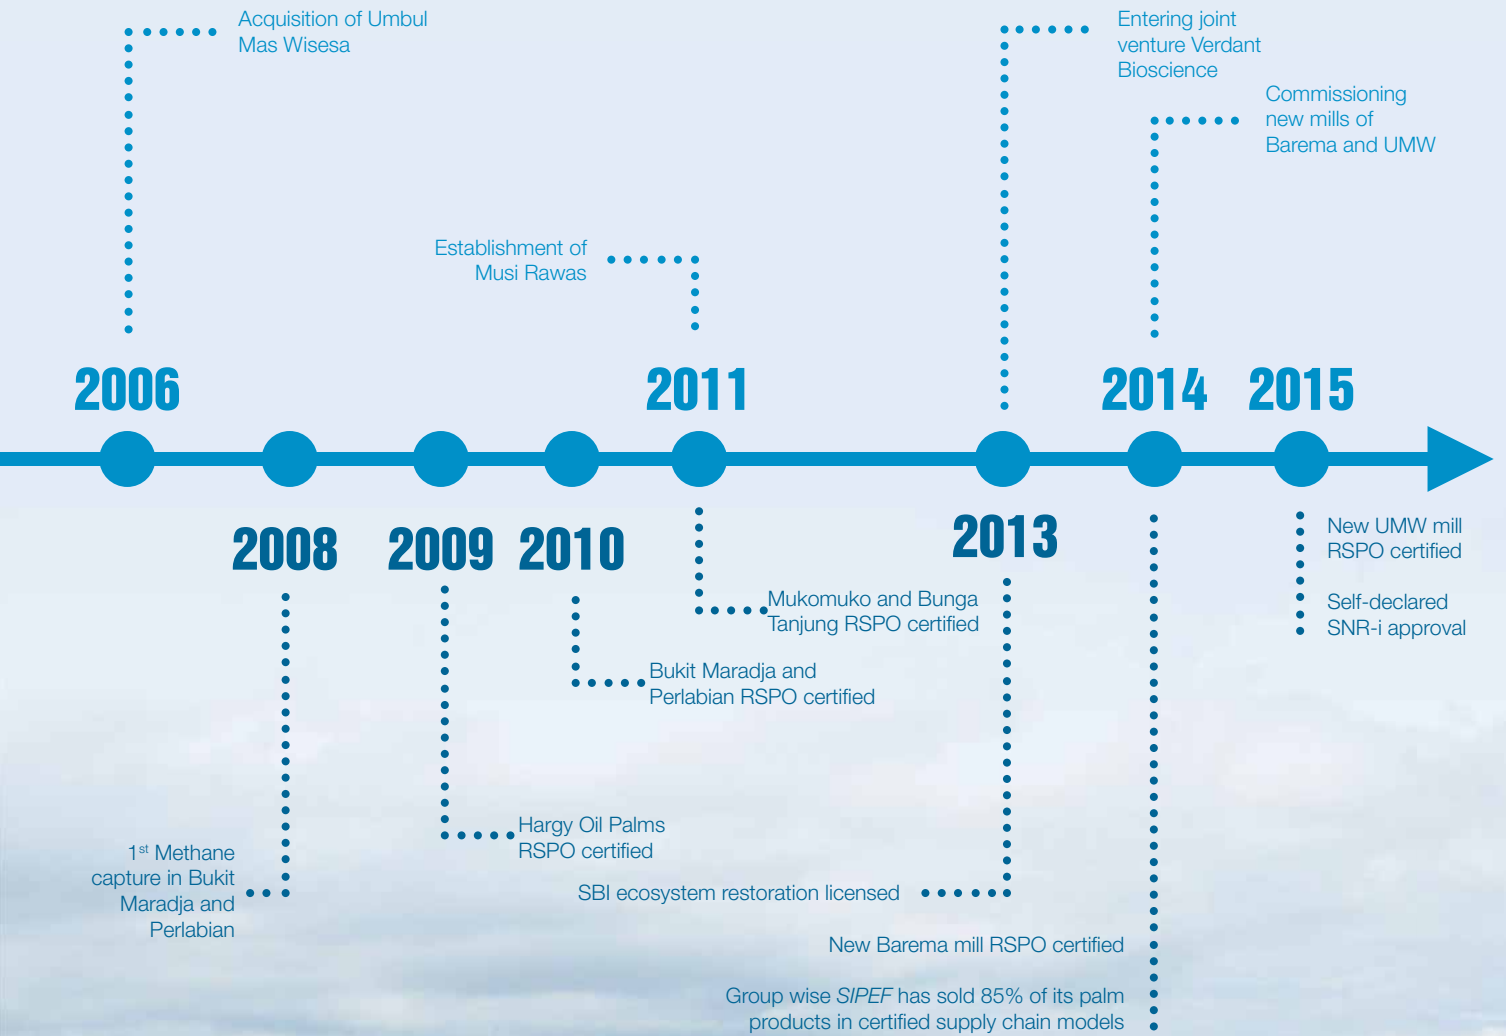 Acquisition of Umbul
Mas Wisesa
Entering joint
venture Verdant
Bioscience
Commissioning
new mills of
Barema and UMW
Establishment of
Musi Rawas
2006
2011
2014
2015
2008
2009
2010
2013
New UMW mill
RSPO certified
Self-declared
SNR-i approval
Mukomuko and Bunga
Tanjung RSPO certified
Bukit Maradja and
Perlabian RSPO certified
Hargy Oil Palms
RSPO certified
1st Methane
capture in Bukit
Maradja and
Perlabian
SBI ecosystem restoration licensed
New Barema mill RSPO certified
Group wise SIPEF has sold 85% of its palm
products in certified supply chain models